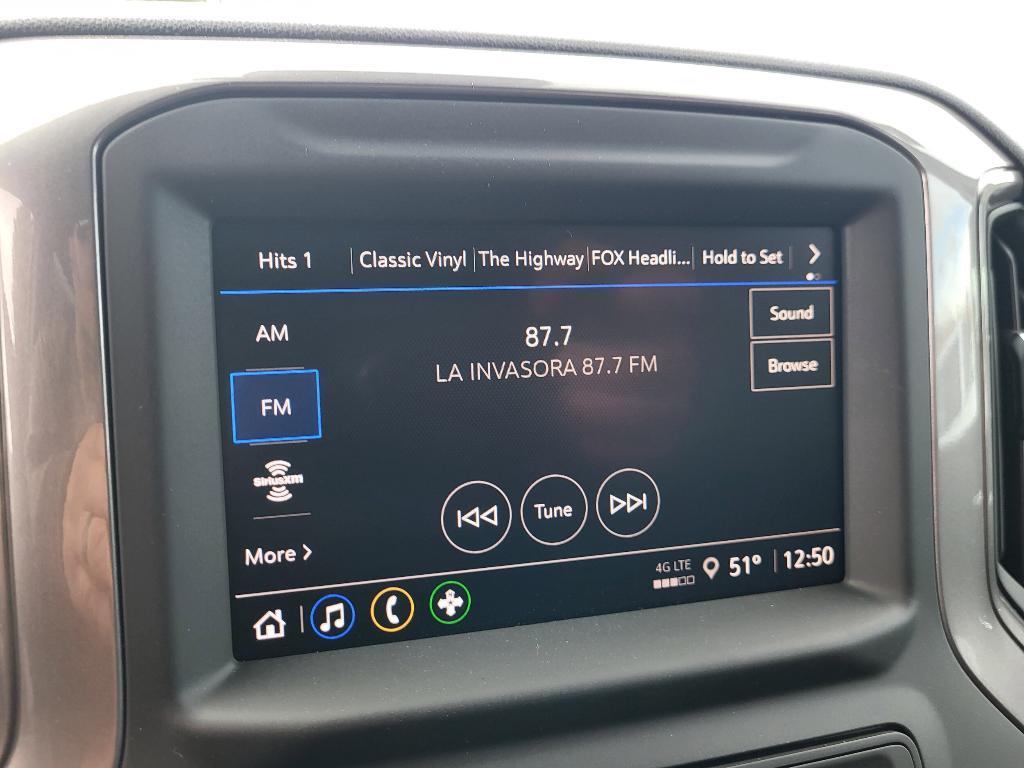 Hits 1
Classic Vinyl
The Highway
FOX Headli...
Hold to Set
AM
FM
SiriusXM
More
87.7
LA INVASORA 87.7 FM
Sound
Browse
Tune
4G LTE
51°
12:50